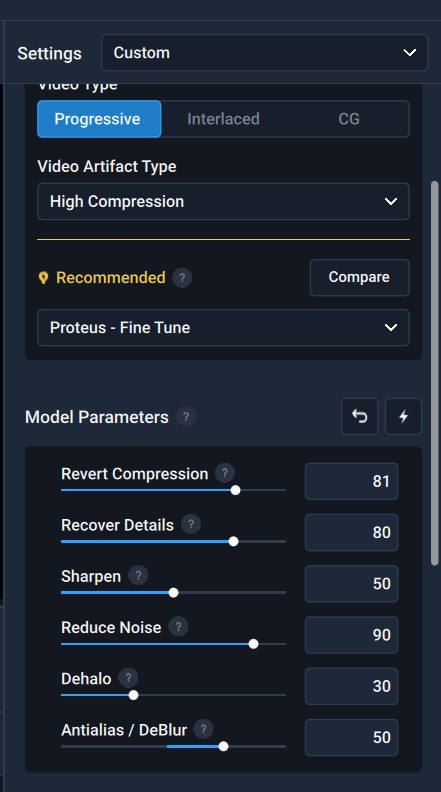 Settings Custom
Video Type
Progressive Interlaced CG
Video Artifact Type
High Compression
Recommended ? Compare
Proteus - Fine Tune
Model Parameters ?
Revert Compression ? 81
Recover Details ? 80
Sharpen ? 50
Reduce Noise ? 90
Dehalo ? 30
Antialias / DeBlur ? 50